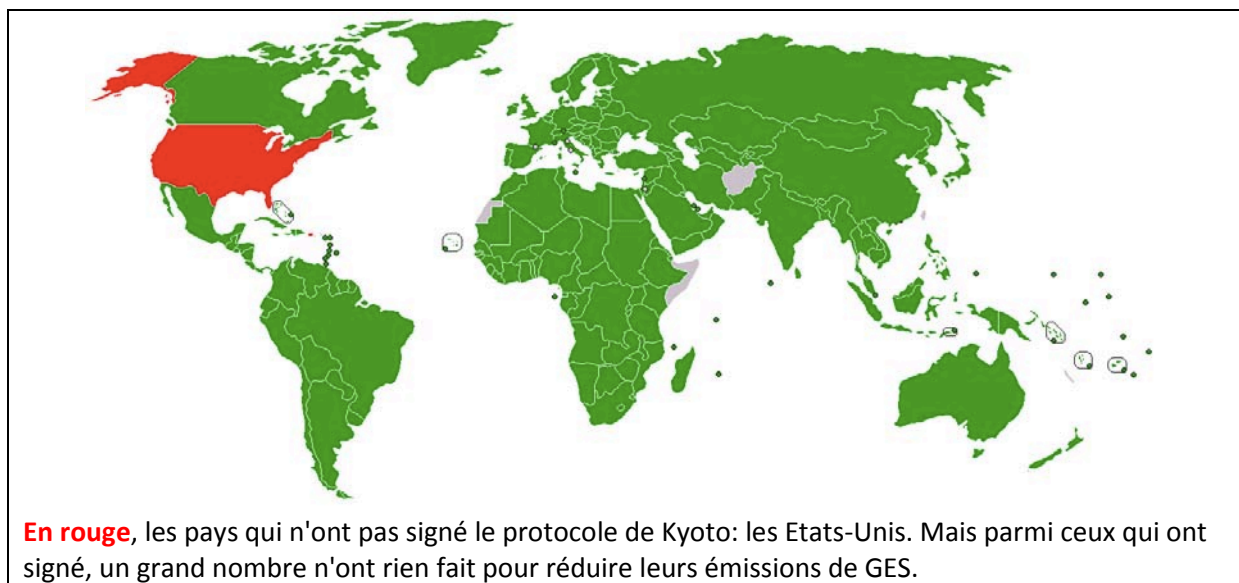 En rouge, les pays qui n'ont pas signé le protocole de Kyoto: les Etats-Unis. Mais parmi ceux qui ont
signé, un grand nombre n'ont rien fait pour réduire leurs émissions de GES.